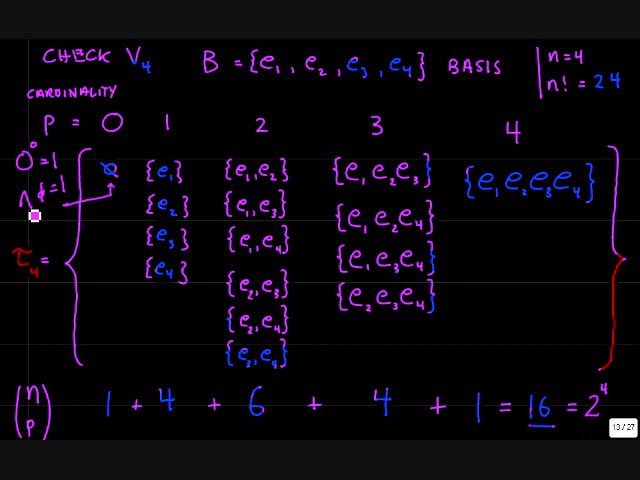 CHECK V₄ B = {e₁, e₂, e₃, e₄} BASIS n=4
n! = 24
CARDINALITY
P = 0 1 2 3 4
0⁰ = 1
∅ {e₁} {e₁, e₂} {e₁ e₂ e₃} {e₁ e₂ e₃ e₄}
n^ϕ = 1
{e₂} {e₁, e₃} {e₁ e₂ e₄}
τ₄ = {e₃} {e₁, e₄} {e₁ e₃ e₄}
{e₄} {e₂, e₃} {e₂ e₃ e₄}
{e₂, e₄}
{e₃, e₄}
(n p) 1 + 4 + 6 + 4 + 1 = 16 = 2⁴
13 / 27